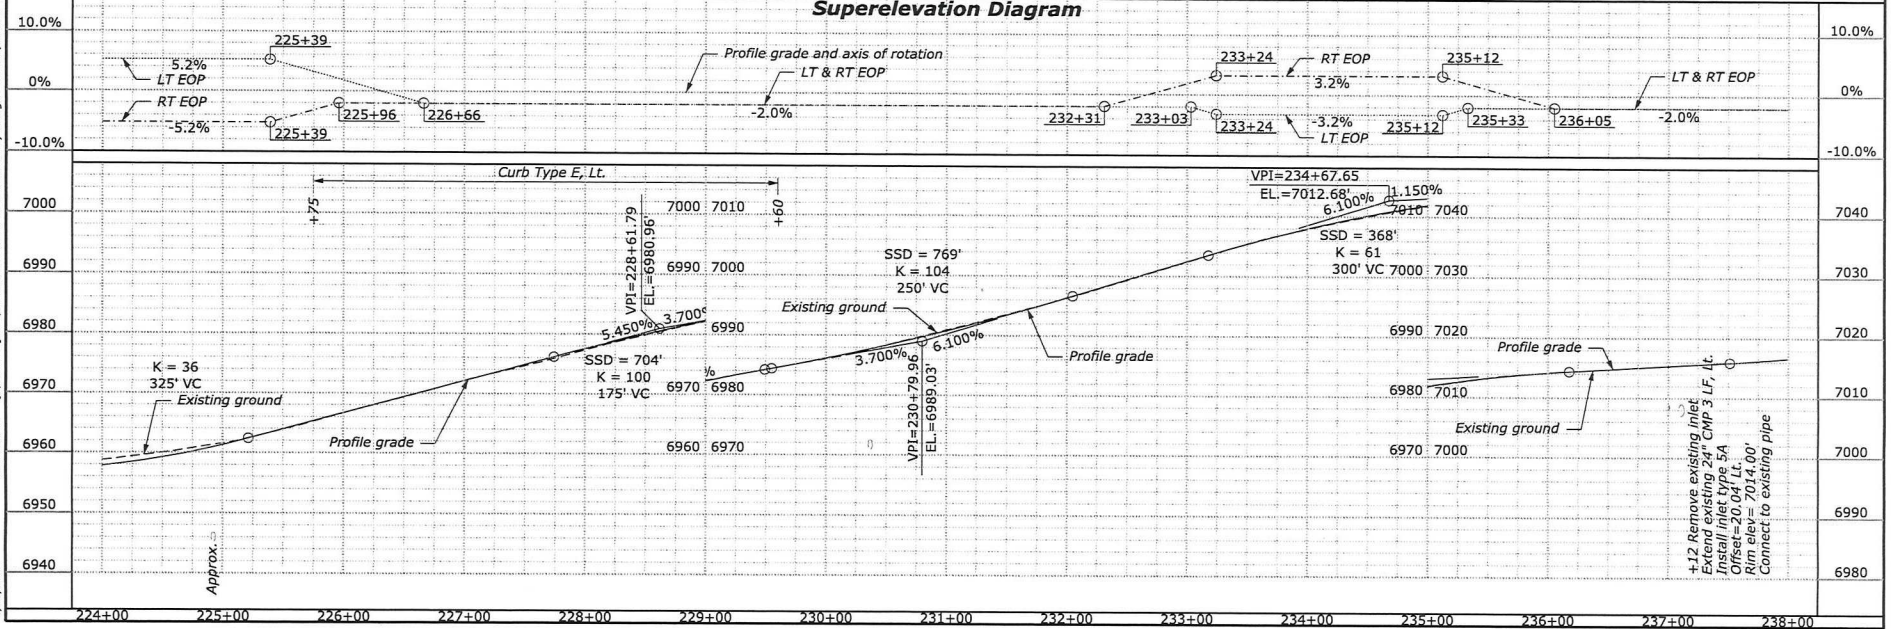 Superelevation Diagram
10.0%
0%
-10.0%
225+39
5.2%
LT EOP
RT EOP
-5.2%
225+39
225+96
226+66
Profile grade and axis of rotation
LT & RT EOP
-2.0%
232+31
233+03
233+24
233+24
RT EOP
3.2%
-3.2%
LT EOP
235+12
235+12
235+33
236+05
LT & RT EOP
-2.0%
10.0%
0%
-10.0%
Curb Type E, Lt.
+75
+60
7000
6990
6980
6970
6960
6950
6940
K = 36
325' VC
Existing ground
Profile grade
Approx.
VPI=228+61.79
EL.=6980.96'
5.450%
3.700%
SSD = 704'
K = 100
175' VC
7000 7010
6990 7000
6990
6970 6980
6960 6970
%
SSD = 769'
K = 104
250' VC
Existing ground
3.700%
6.100%
VPI=230+79.96
EL.=6989.03'
Profile grade
VPI=234+67.65
EL.=7012.68'
6.100%
1.150%
SSD = 368'
K = 61
300' VC
7010 7040
7000 7030
6990 7020
6980 7010
6970 7000
Profile grade
Existing ground
+12 Remove existing inlet
Extend existing 24" CMP 3 LF, Lt.
Install inlet type 5A
Offset=20.04' Lt.
Rim elev= 7014.00'
Connect to existing pipe
7040
7030
7020
7010
7000
6990
6980
224+00
225+00
226+00
227+00
228+00
229+00
230+00
231+00
232+00
233+00
234+00
235+00
236+00
237+00
238+00